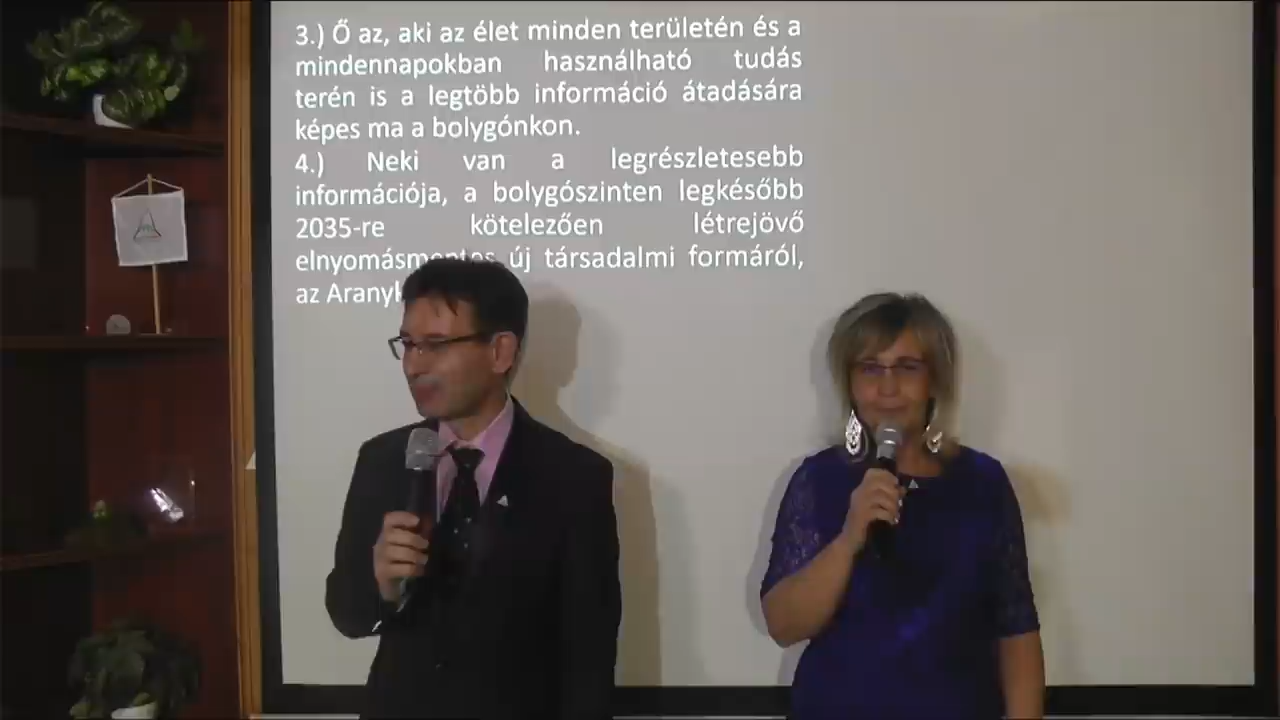 3.) Ő az, aki az élet minden területén és a
mindennapokban használható tudás
terén is a legtöbb információ átadására
képes ma a bolygónkon.
4.) Neki van a legrészletesebb
információja, a bolygószinten legkésőbb
2035-re kötelezően létrejövő
elnyomásmentes új társadalmi formáról,
az